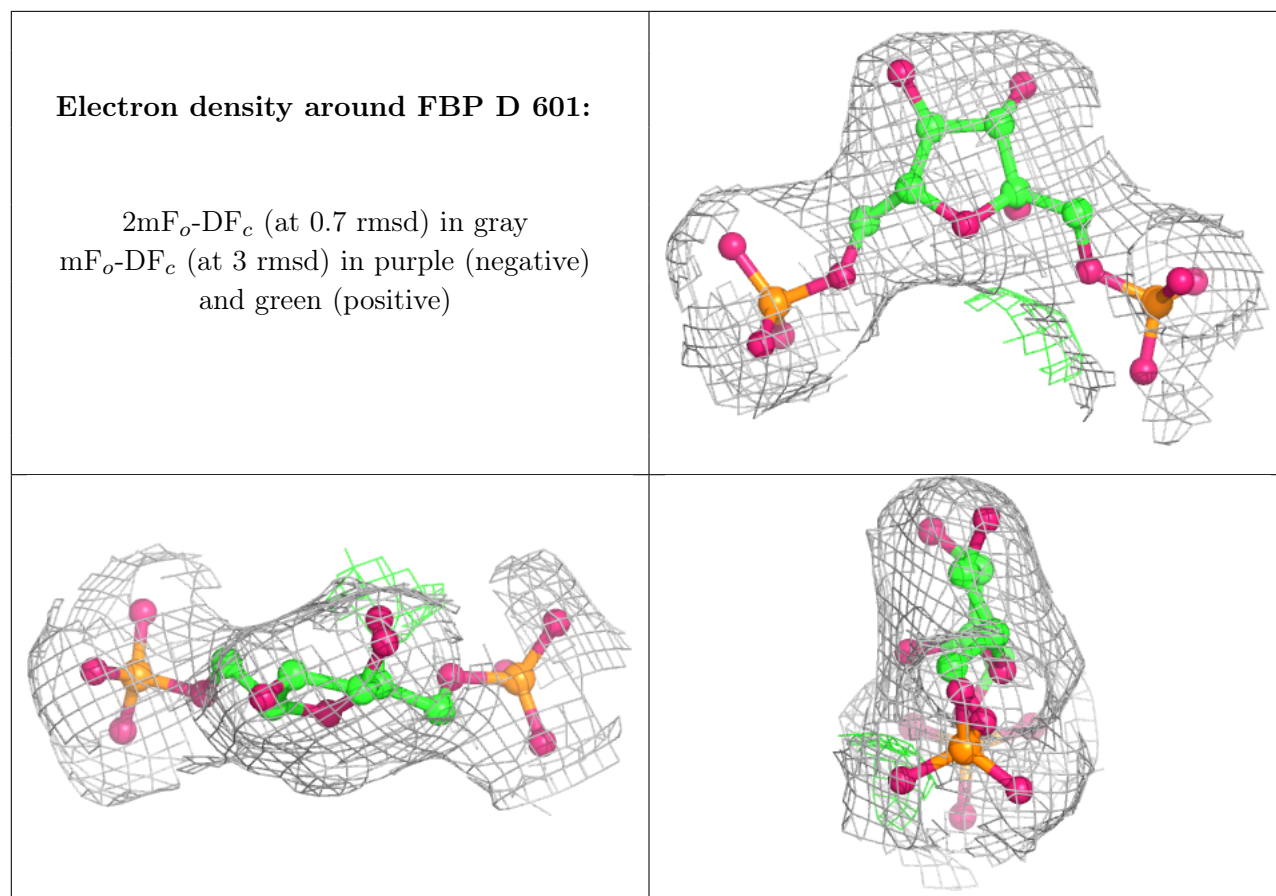 Electron density around FBP D 601:
2mFₒ-DF𝒸 (at 0.7 rmsd) in gray
mFₒ-DF𝒸 (at 3 rmsd) in purple (negative)
and green (positive)